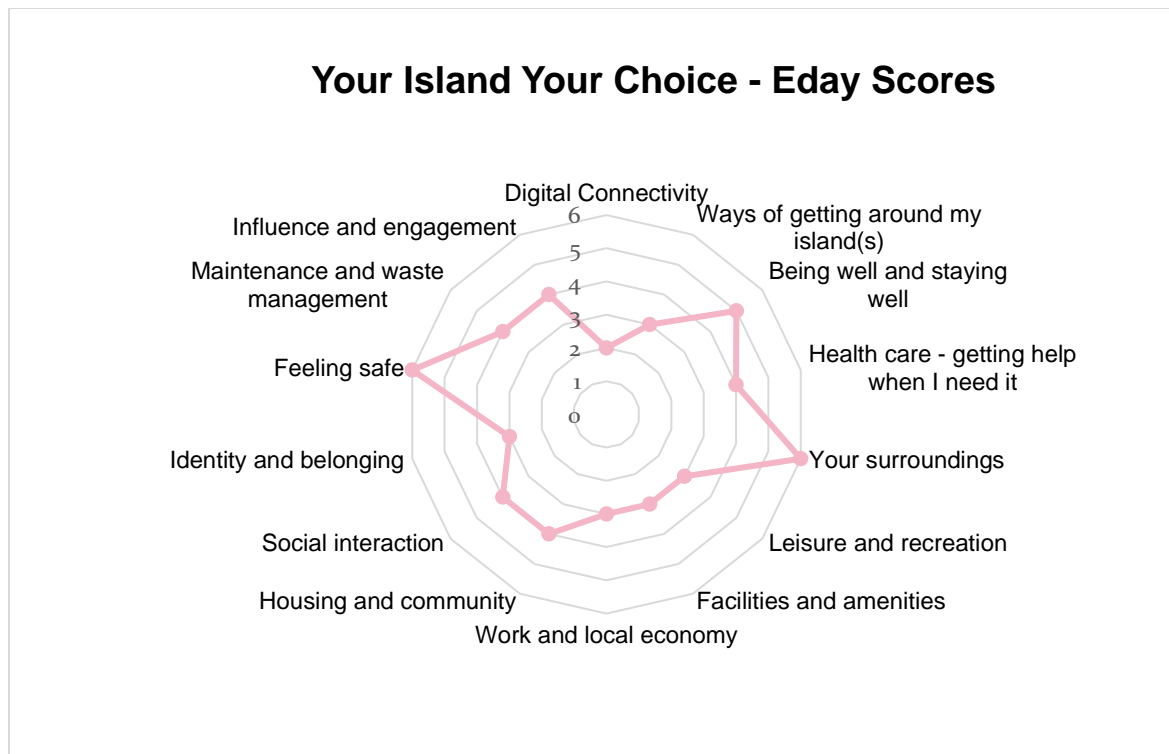 Your Island Your Choice - Eday Scores
Digital Connectivity
Ways of getting around my
island(s)
Being well and staying
well
Health care - getting help
when I need it
Your surroundings
Leisure and recreation
Facilities and amenities
Work and local economy
Housing and community
Social interaction
Identity and belonging
Feeling safe
Maintenance and waste
management
Influence and engagement
6
5
4
3
2
1
0